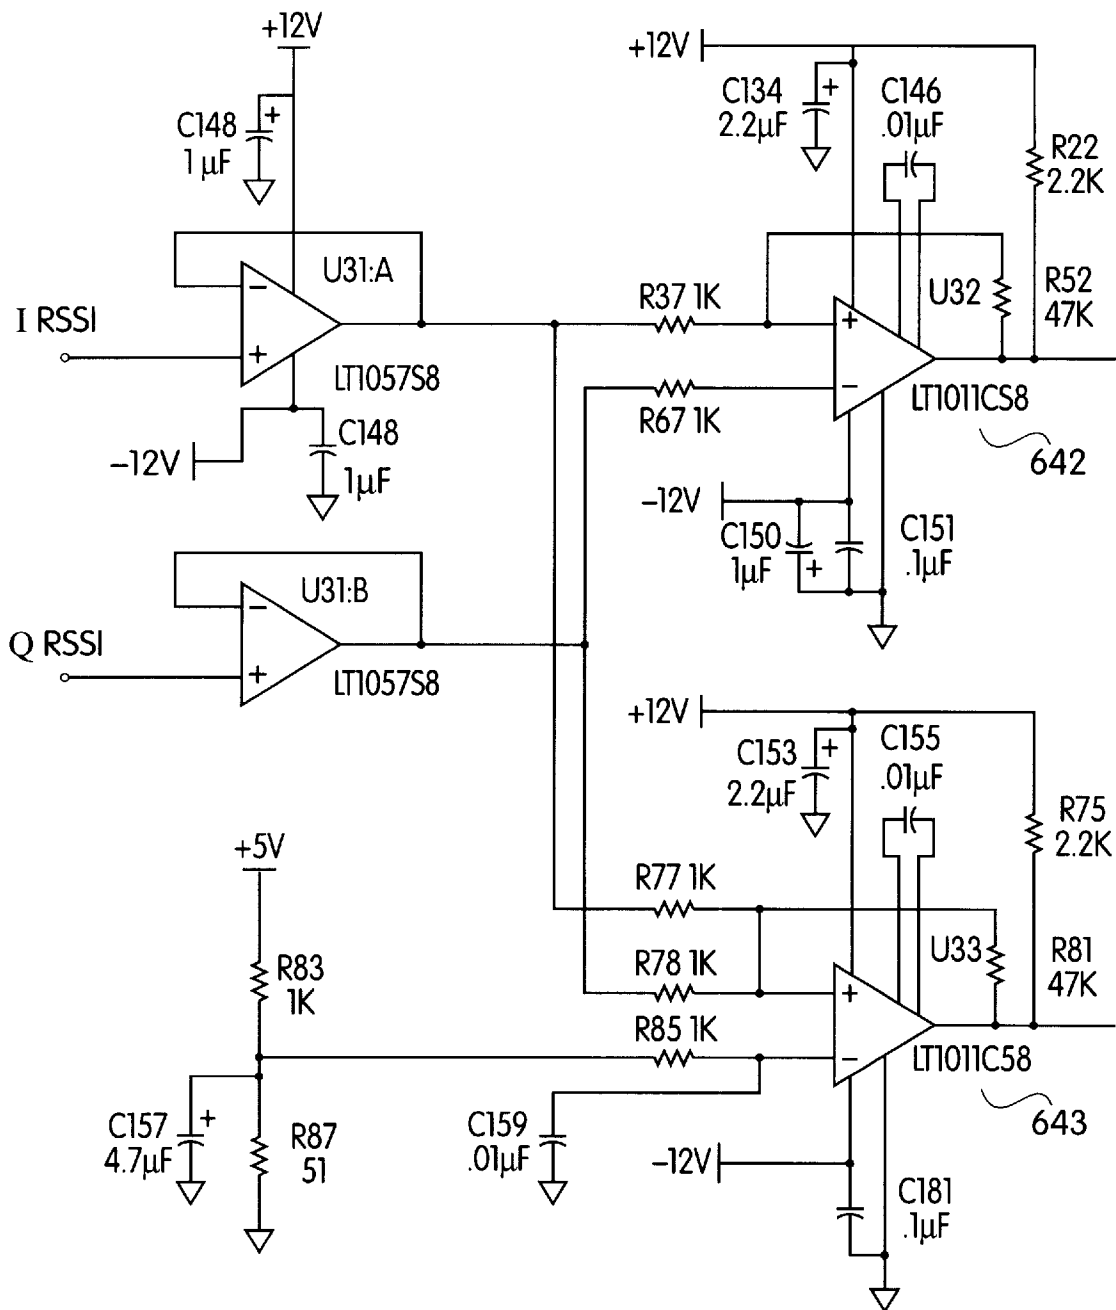 +12V
C148
1µF
+
U31:A
I RSSI
−
+
LT1057S8
−12V
C148
1µF
U31:B
Q RSSI
−
+
LT1057S8
+12V
C134
2.2µF
+
C146
.01µF
R22
2.2K
R37 1K
R67 1K
U32
R52
47K
+
−
LT1011CS8
642
−12V
C150
1µF
+
C151
.1µF
+12V
C153
2.2µF
+
C155
.01µF
R75
2.2K
+5V
R83
1K
R77 1K
R78 1K
R85 1K
U33
R81
47K
+
−
LT1011C58
643
C157
4.7µF
+
R87
51
C159
.01µF
−12V
C181
.1µF